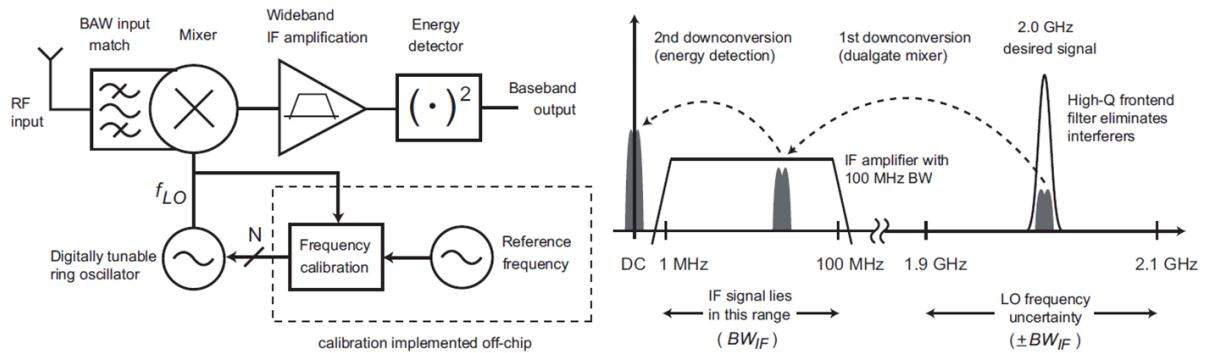 BAW input
match
Mixer
Wideband
IF amplification
Energy
detector
RF
input
( · )²
Baseband
output
fLO
N
Digitally tunable
ring oscillator
Frequency
calibration
Reference
frequency
calibration implemented off-chip
2nd downconversion
(energy detection)
1st downconversion
(dualgate mixer)
2.0 GHz
desired signal
High-Q frontend
filter eliminates
interferers
IF amplifier with
100 MHz BW
DC
1 MHz
100 MHz
1.9 GHz
2.1 GHz
IF signal lies
in this range
( BWIF )
LO frequency
uncertainty
( ±BWIF )